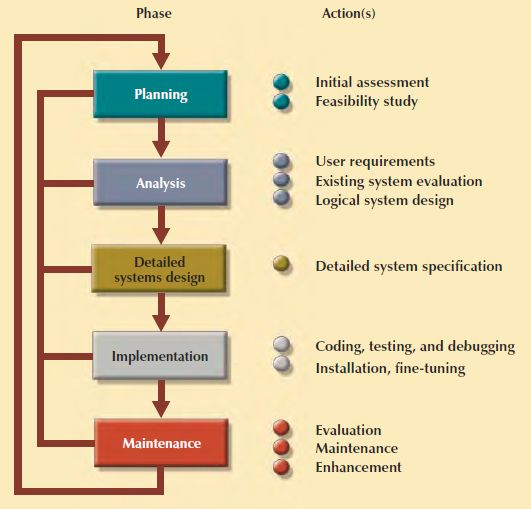 Phase
Action(s)
Planning
Initial assessment
Feasibility study
Analysis
User requirements
Existing system evaluation
Logical system design
Detailed
systems design
Detailed system specification
Implementation
Coding, testing, and debugging
Installation, fine-tuning
Maintenance
Evaluation
Maintenance
Enhancement